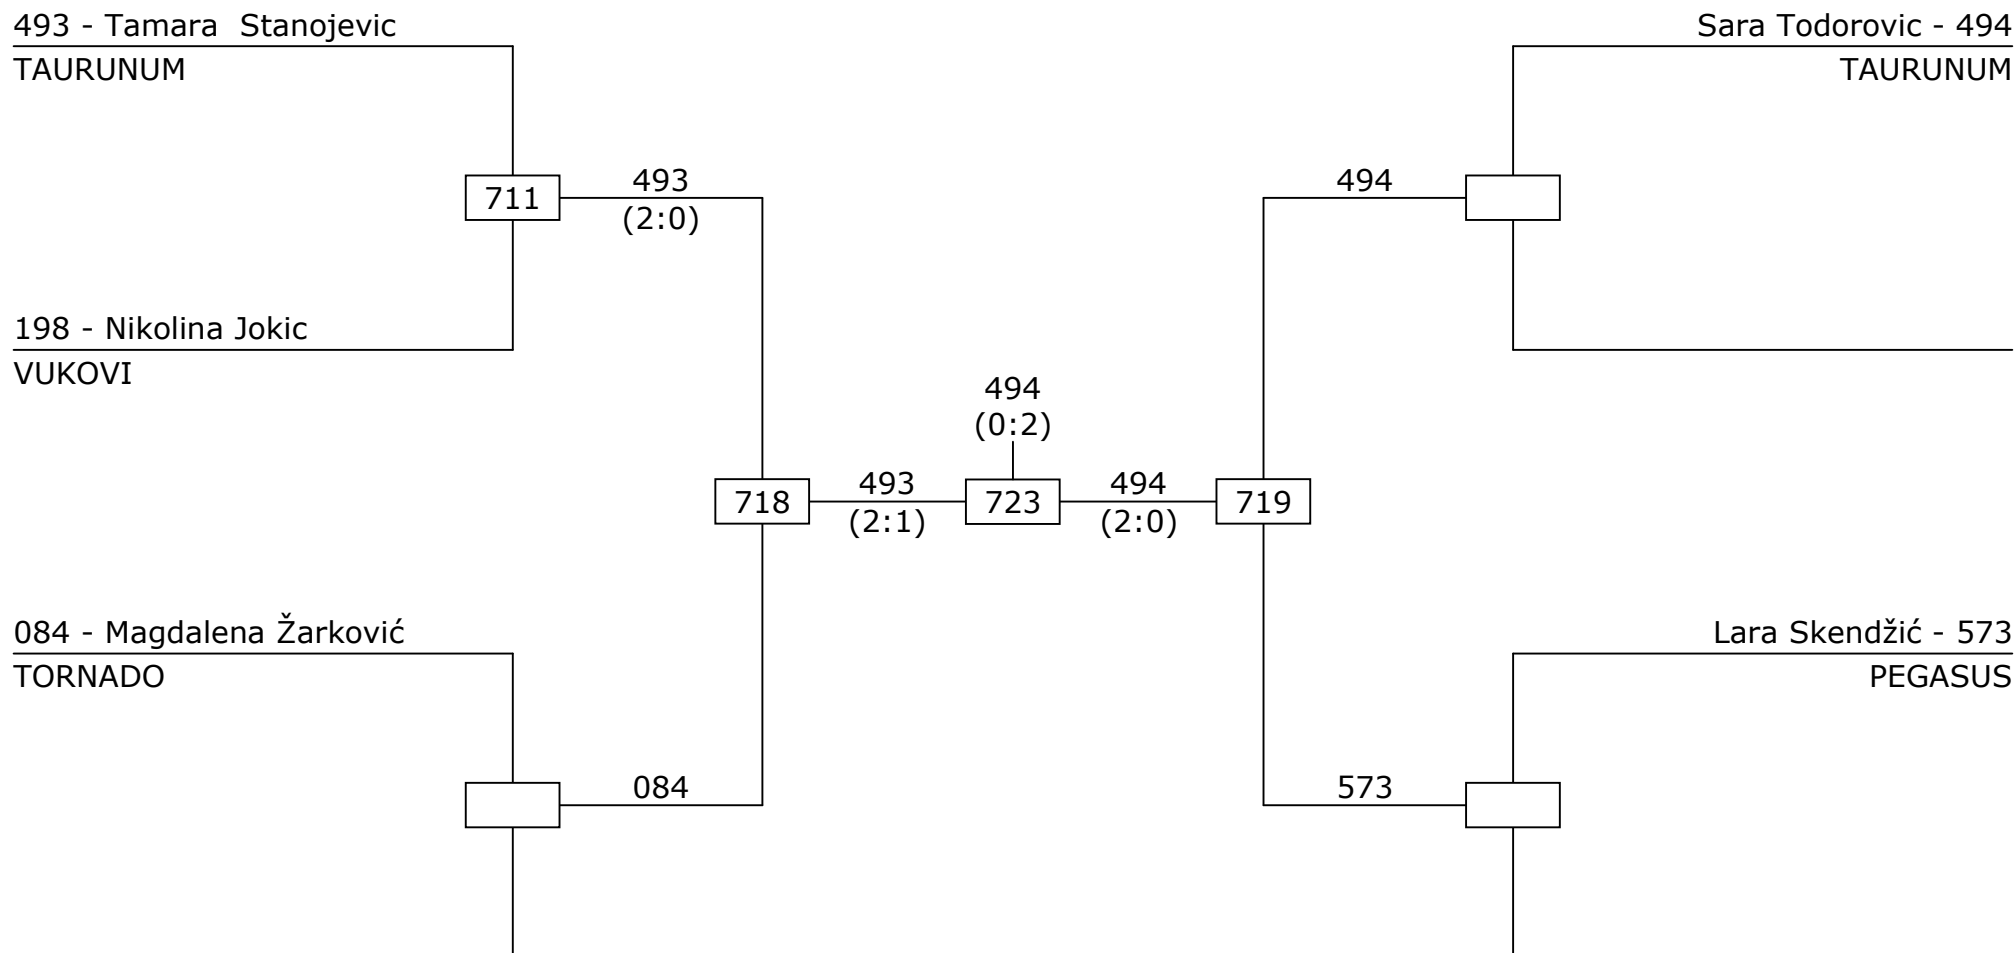 493 - Tamara  Stanojevic
TAURUNUM
Sara Todorovic - 494
TAURUNUM
711
493
(2:0)
494
198 - Nikolina Jokic
VUKOVI
494
(0:2)
718
493
(2:1)
723
494
(2:0)
719
084 - Magdalena Žarković
TORNADO
Lara Skendžić - 573
PEGASUS
084
573